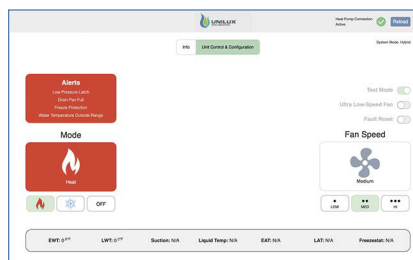 UNILUX
Heat Pump Connection
Active
Reload
System Mode: Hybrid
Info
Unit Control & Configuration
Alerts
Low Pressure Latch
Drain Pan Full
Freeze Protection
Water Temperature Outside Range
Test Mode
Ultra Low-Speed Fan
Fault Reset
Mode
Heat
OFF
Fan Speed
Medium
LOW
MED
HI
EWT: 0°F
LWT: 0°F
Suction: N/A
Liquid Temp: N/A
EAT: N/A
LAT: N/A
Freezestat: N/A